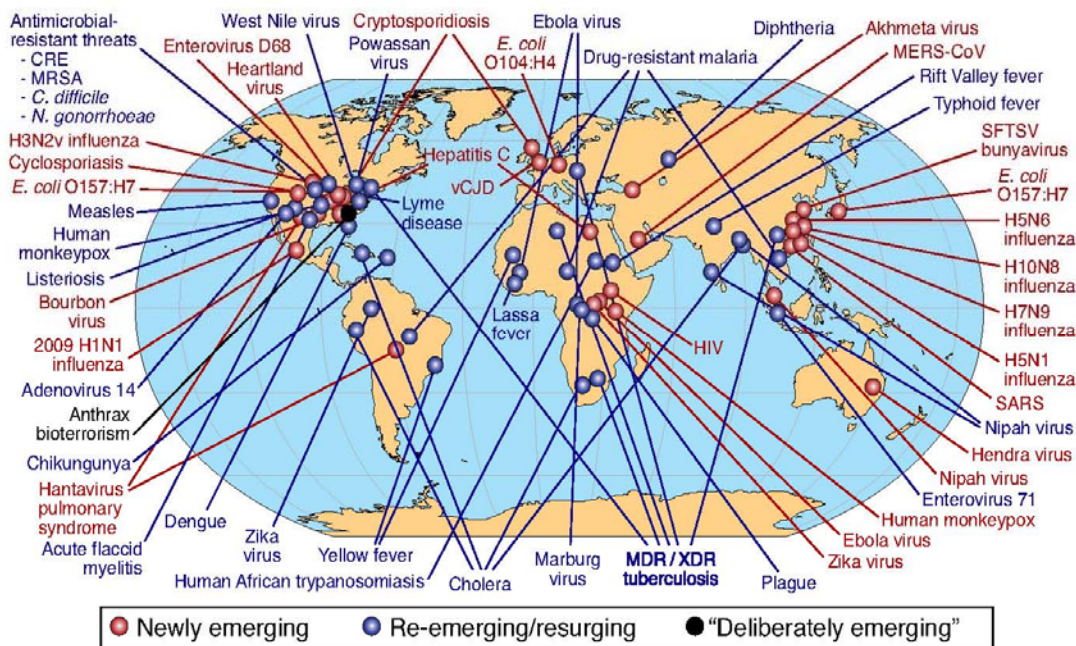 Antimicrobial-
resistant threats
- CRE
- MRSA
- C. difficile
- N. gonorrhoeae
H3N2v influenza
Cyclosporiasis
E. coli O157:H7
Measles
Human
monkeypox
Listeriosis
Bourbon
virus
2009 H1N1
influenza
Adenovirus 14
Anthrax
bioterrorism
Chikungunya
Hantavirus
pulmonary
syndrome
Acute flaccid
myelitis
West Nile virus
Enterovirus D68
Heartland
virus
Cryptosporidiosis
Powassan
virus
E. coli
O104:H4
Ebola virus
Drug-resistant malaria
Diphtheria
Akhmeta virus
MERS-CoV
Rift Valley fever
Typhoid fever
SFTSV
bunyavirus
E. coli
O157:H7
H5N6
influenza
H10N8
influenza
H7N9
influenza
H5N1
influenza
SARS
Nipah virus
Hendra virus
Nipah virus
Enterovirus 71
Human monkeypox
Ebola virus
Zika virus
Hepatitis C
vCJD
Lyme
disease
Lassa
fever
HIV
Dengue
Zika
virus
Yellow fever
Human African trypanosomiasis
Cholera
Marburg
virus
MDR / XDR
tuberculosis
Plague
Newly emerging
Re-emerging/resurging
"Deliberately emerging"